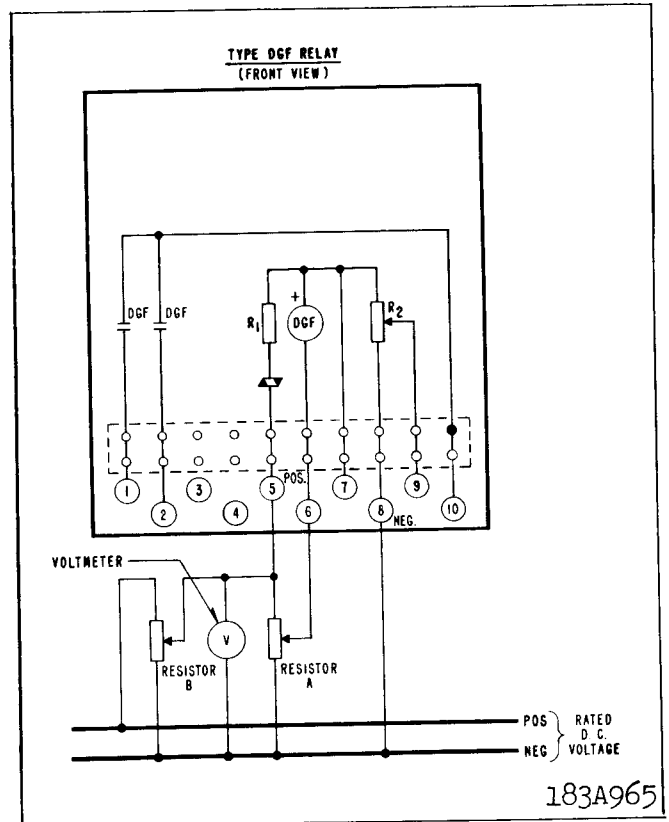 TYPE DGF RELAY
(FRONT VIEW)
DGF
DGF
R1
+
DGF
R2
POS.
1
2
3
4
5
6
7
8
NEG.
9
10
VOLTMETER
V
RESISTOR
B
RESISTOR
A
POS
NEG
RATED
D.C.
VOLTAGE
183A965